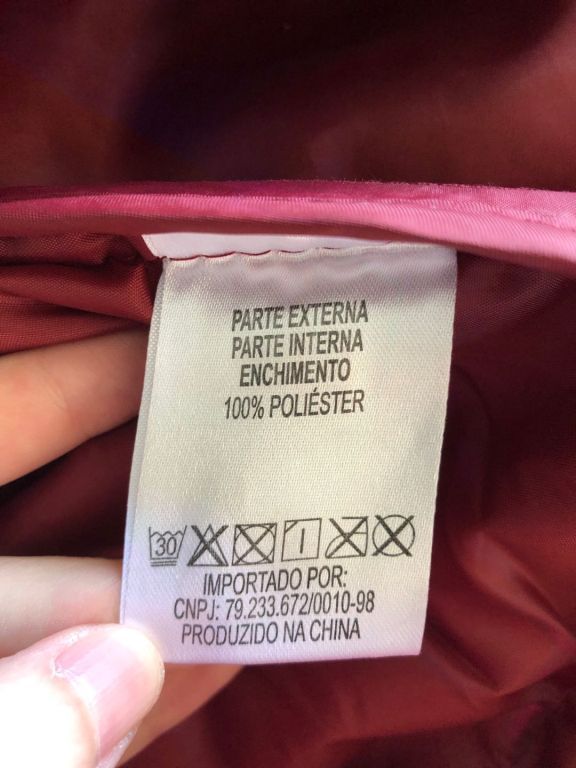 PARTE EXTERNA
PARTE INTERNA
ENCHIMENTO
100% POLIÉSTER
30
IMPORTADO POR:
CNPJ: 79.233.672/0010-98
PRODUZIDO NA CHINA